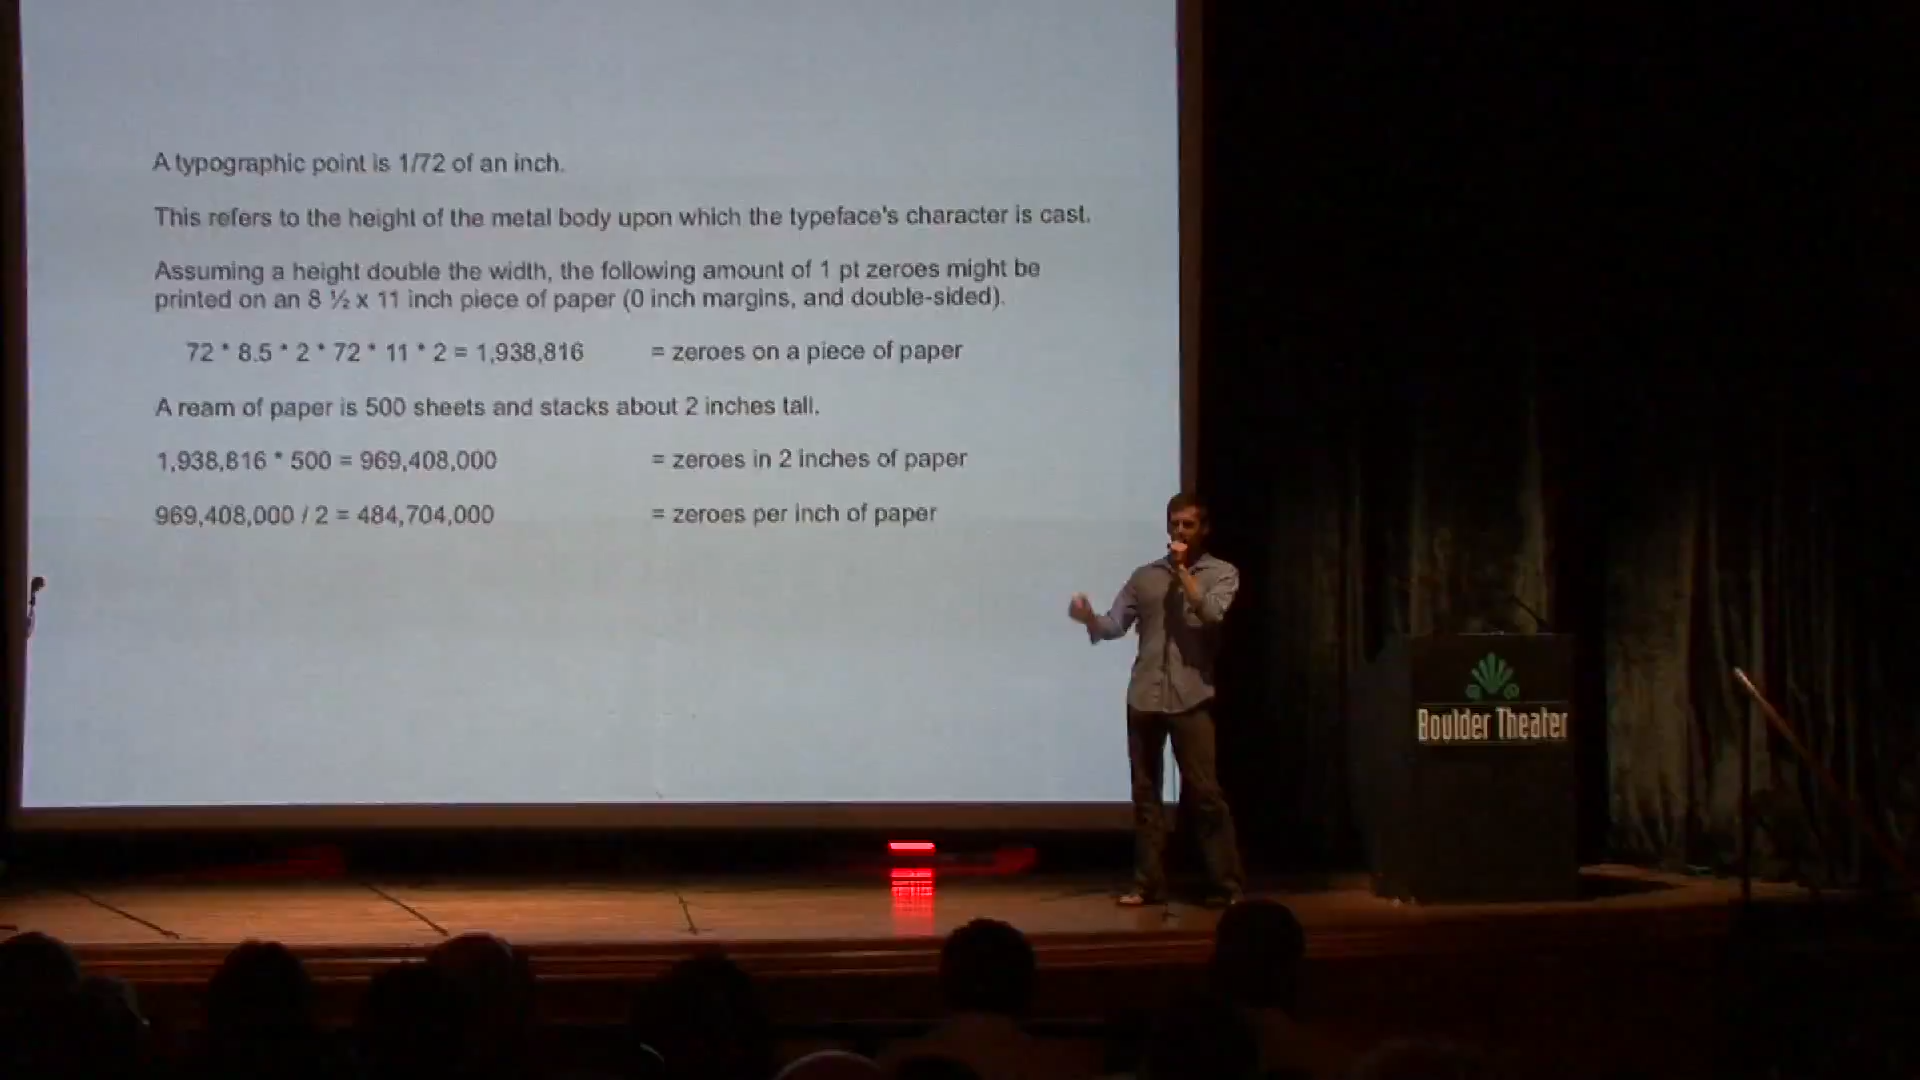 A typographic point is 1/72 of an inch.
This refers to the height of the metal body upon which the typeface's character is cast.
Assuming a height double the width, the following amount of 1 pt zeroes might be
printed on an 8 ½ x 11 inch piece of paper (0 inch margins, and double-sided).
72 * 8.5 * 2 * 72 * 11 * 2 = 1,938,816 = zeroes on a piece of paper
A ream of paper is 500 sheets and stacks about 2 inches tall.
1,938,816 * 500 = 969,408,000 = zeroes in 2 inches of paper
969,408,000 / 2 = 484,704,000 = zeroes per inch of paper
Boulder Theater